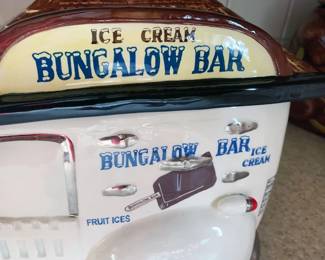 ICE CREAM
BUNGALOW BAR
BUNGALOW BAR
ICE
CREAM
FRUIT ICES